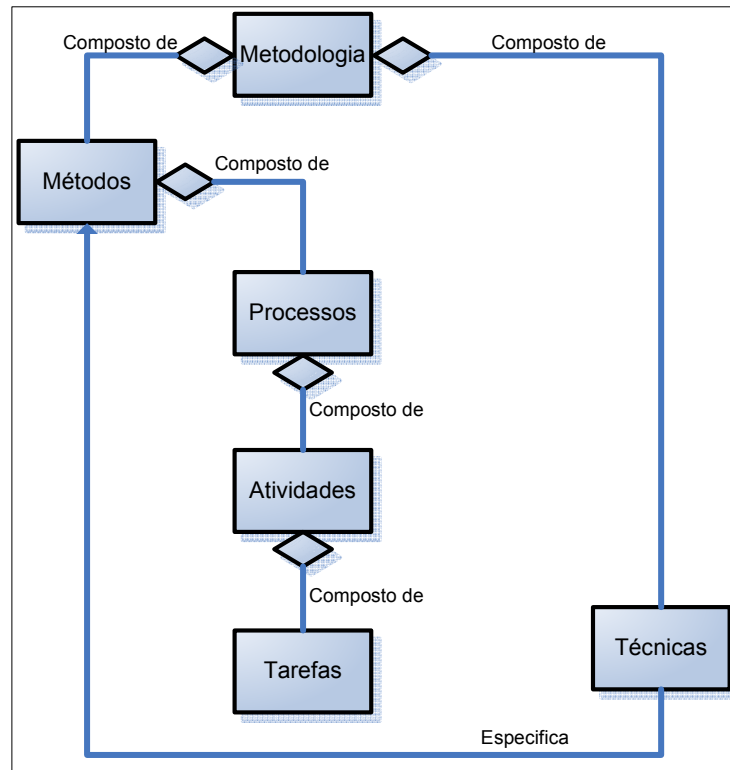 Composto de
Metodologia
Composto de
Métodos
Composto de
Processos
Composto de
Atividades
Composto de
Tarefas
Técnicas
Especifica